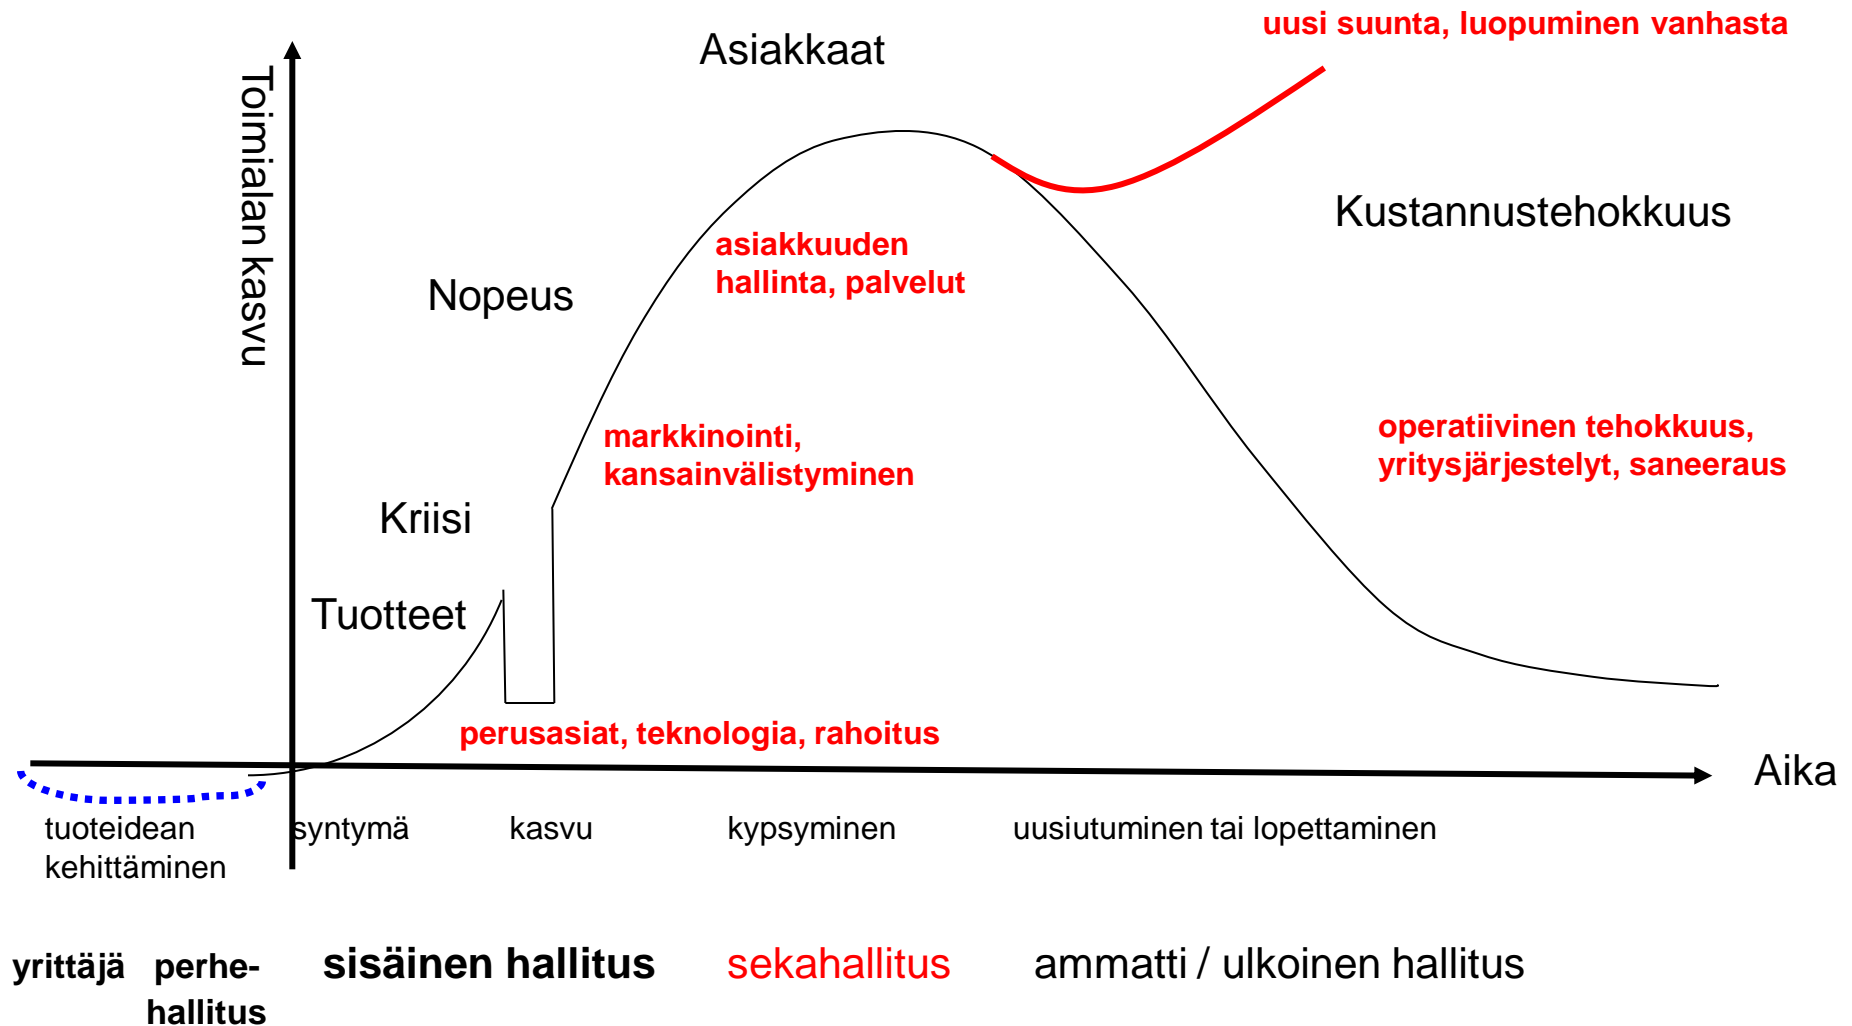 uusi suunta, luopuminen vanhasta
Asiakkaat
Toimialan kasvu
Kustannustehokkuus
asiakkuuden
hallinta, palvelut
Nopeus
markkinointi,
kansainvälistyminen
operatiivinen tehokkuus,
yritysjärjestelyt, saneeraus
Kriisi
Tuotteet
perusasiat, teknologia, rahoitus
Aika
tuoteidean
kehittäminen
syntymä
kasvu
kypsyminen
uusiutuminen tai lopettaminen
yrittäjä
perhe-
hallitus
sisäinen hallitus
sekahallitus
ammatti / ulkoinen hallitus